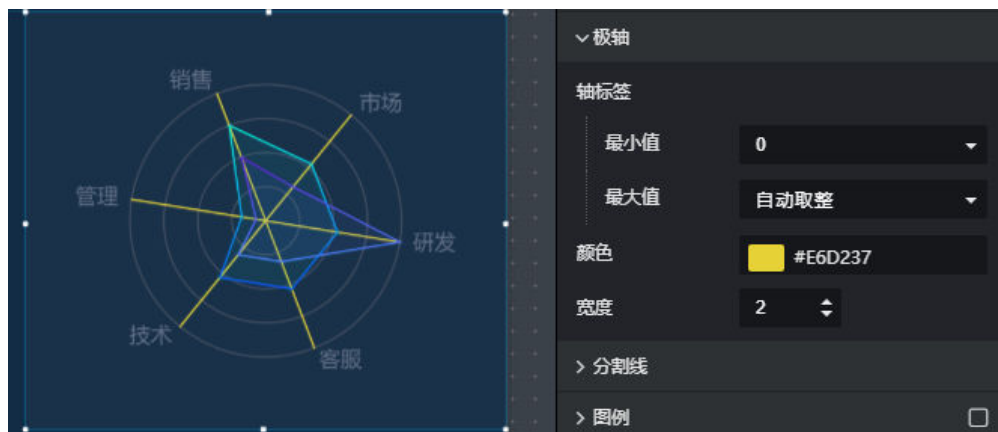 销售
市场
管理
研发
技术
客服
极轴
轴标签
最小值 0
最大值 自动取整
颜色 #E6D237
宽度 2
分割线
图例